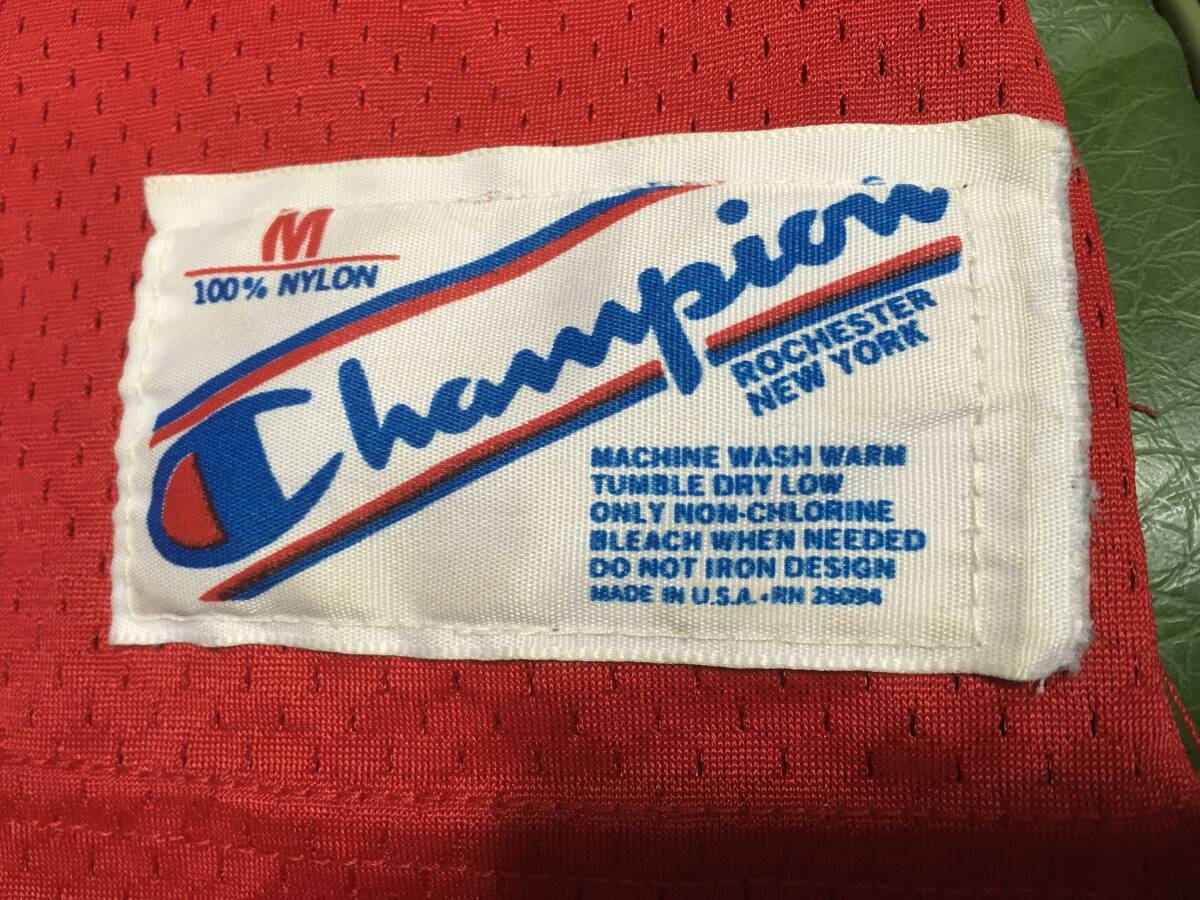 M
100% NYLON
Champion
ROCHESTER
NEW YORK
MACHINE WASH WARM
TUMBLE DRY LOW
ONLY NON-CHLORINE
BLEACH WHEN NEEDED
DO NOT IRON DESIGN
MADE IN U.S.A. • RN 26094